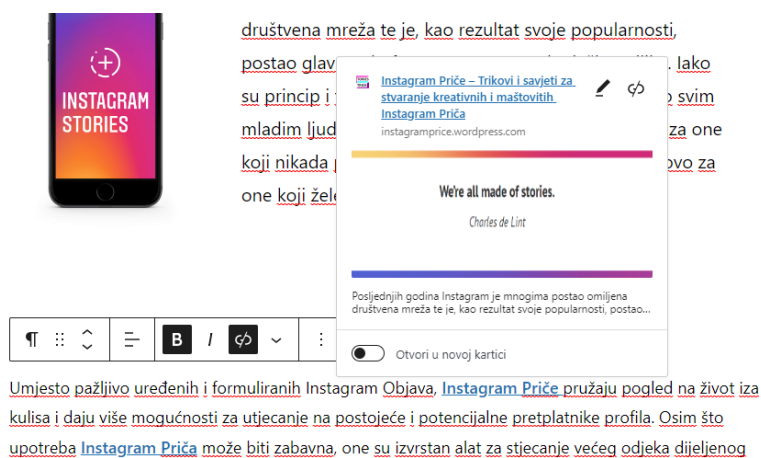 društvena mreža te je, kao rezultat svoje popularnosti,
postao glav
. Iako
su princip i
svim
mladim ljud
za one
koji nikada
ovo za
one koji žele
INSTAGRAM
STORIES
Instagram Priče – Trikovi i savjeti za
stvaranje kreativnih i maštovitih
Instagram Priča
instagramprice.wordpress.com
We're all made of stories.
Charles de Lint
Posljednjih godina Instagram je mnogima postao omiljena
društvena mreža te je, kao rezultat svoje popularnosti, postao...
Otvori u novoj kartici
B I
Umjesto pažljivo uređenih i formuliranih Instagram Objava, Instagram Priče pružaju pogled na život iza
kulisa i daju više mogućnosti za utjecanje na postojeće i potencijalne pretplatnike profila. Osim što
upotreba Instagram Priča može biti zabavna, one su izvrstan alat za stjecanje većeg odjeka dijeljenog